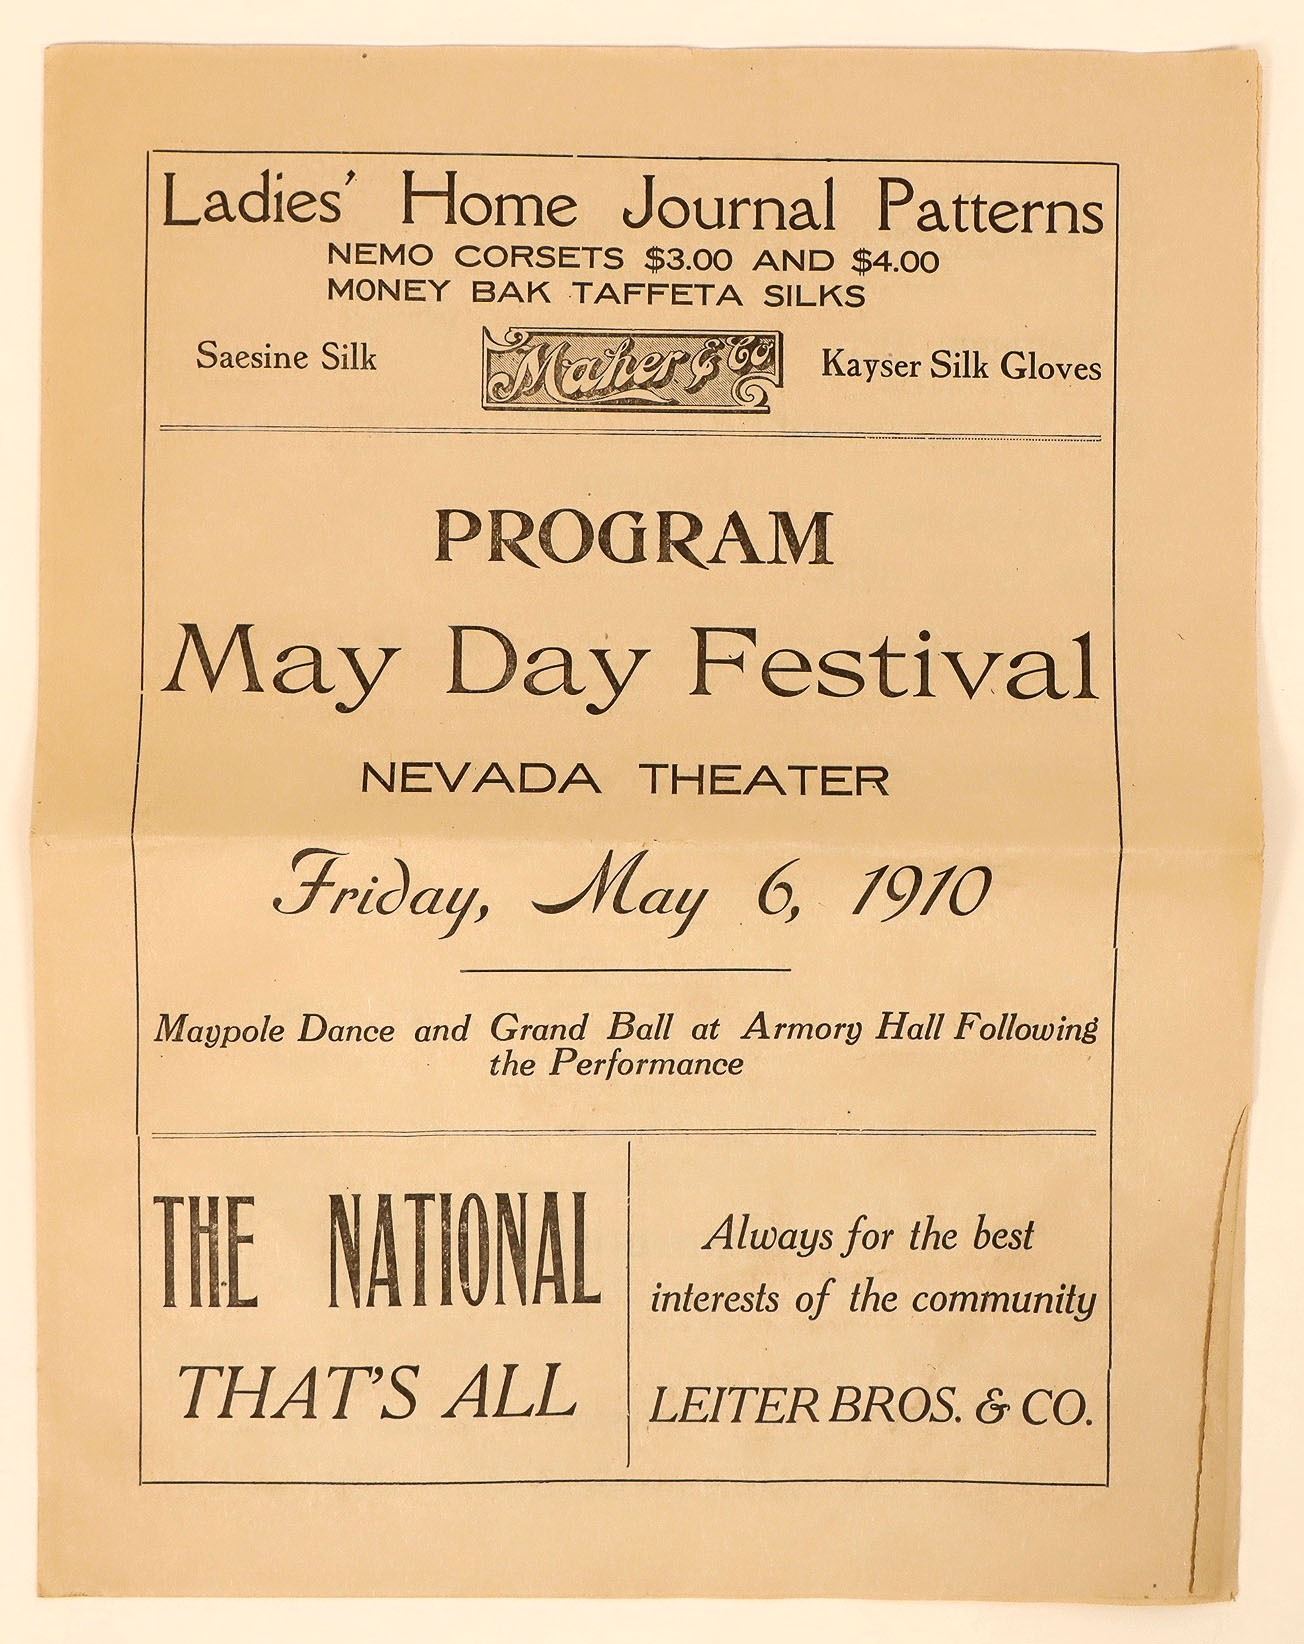 Ladies' Home Journal Patterns
NEMO CORSETS $3.00 AND $4.00
MONEY BAK TAFFETA SILKS
Saesine Silk
Maher & Co
Kayser Silk Gloves
PROGRAM
May Day Festival
NEVADA THEATER
Friday, May 6, 1910
Maypole Dance and Grand Ball at Armory Hall Following
the Performance
THE NATIONAL
THAT'S ALL
Always for the best
interests of the community
LEITER BROS. & CO.